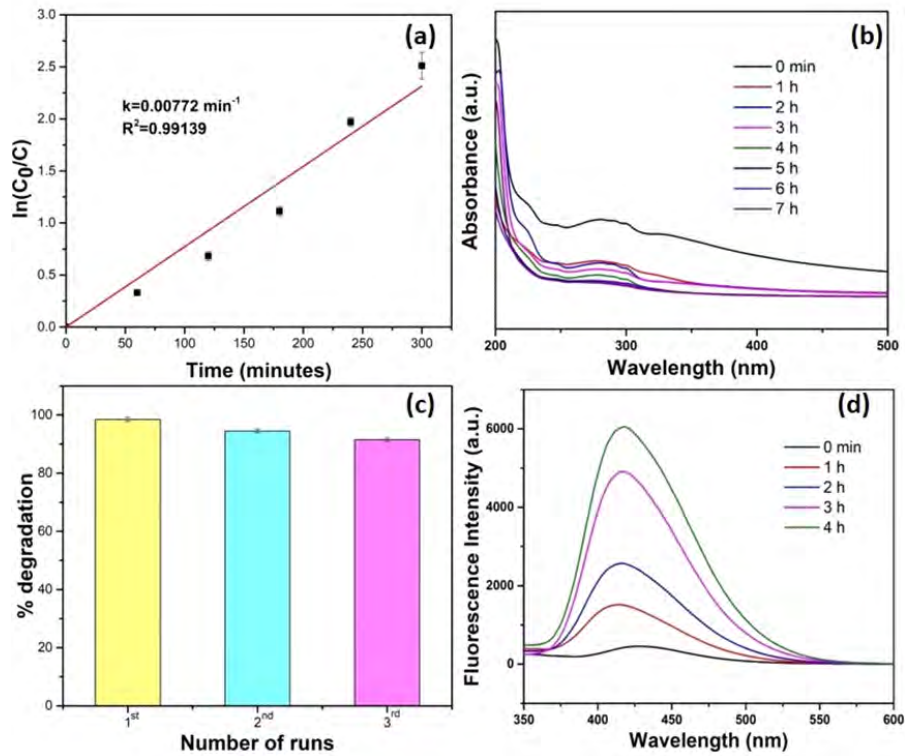 (a)
3.0
2.5
2.0
1.5
1.0
0.5
0.0
k=0.00772 min⁻¹
R²=0.99139
ln(C₀/C)
0 50 100 150 200 250 300
Time (minutes)
(b)
0 min
1 h
2 h
3 h
4 h
5 h
6 h
7 h
Absorbance (a.u.)
200 300 400 500
Wavelength (nm)
(c)
100
80
60
40
20
0
% degradation
1st 2nd 3rd
Number of runs
(d)
6000
4000
2000
0
0 min
1 h
2 h
3 h
4 h
Fluorescence Intensity (a.u.)
350 400 450 500 550 600
Wavelength (nm)